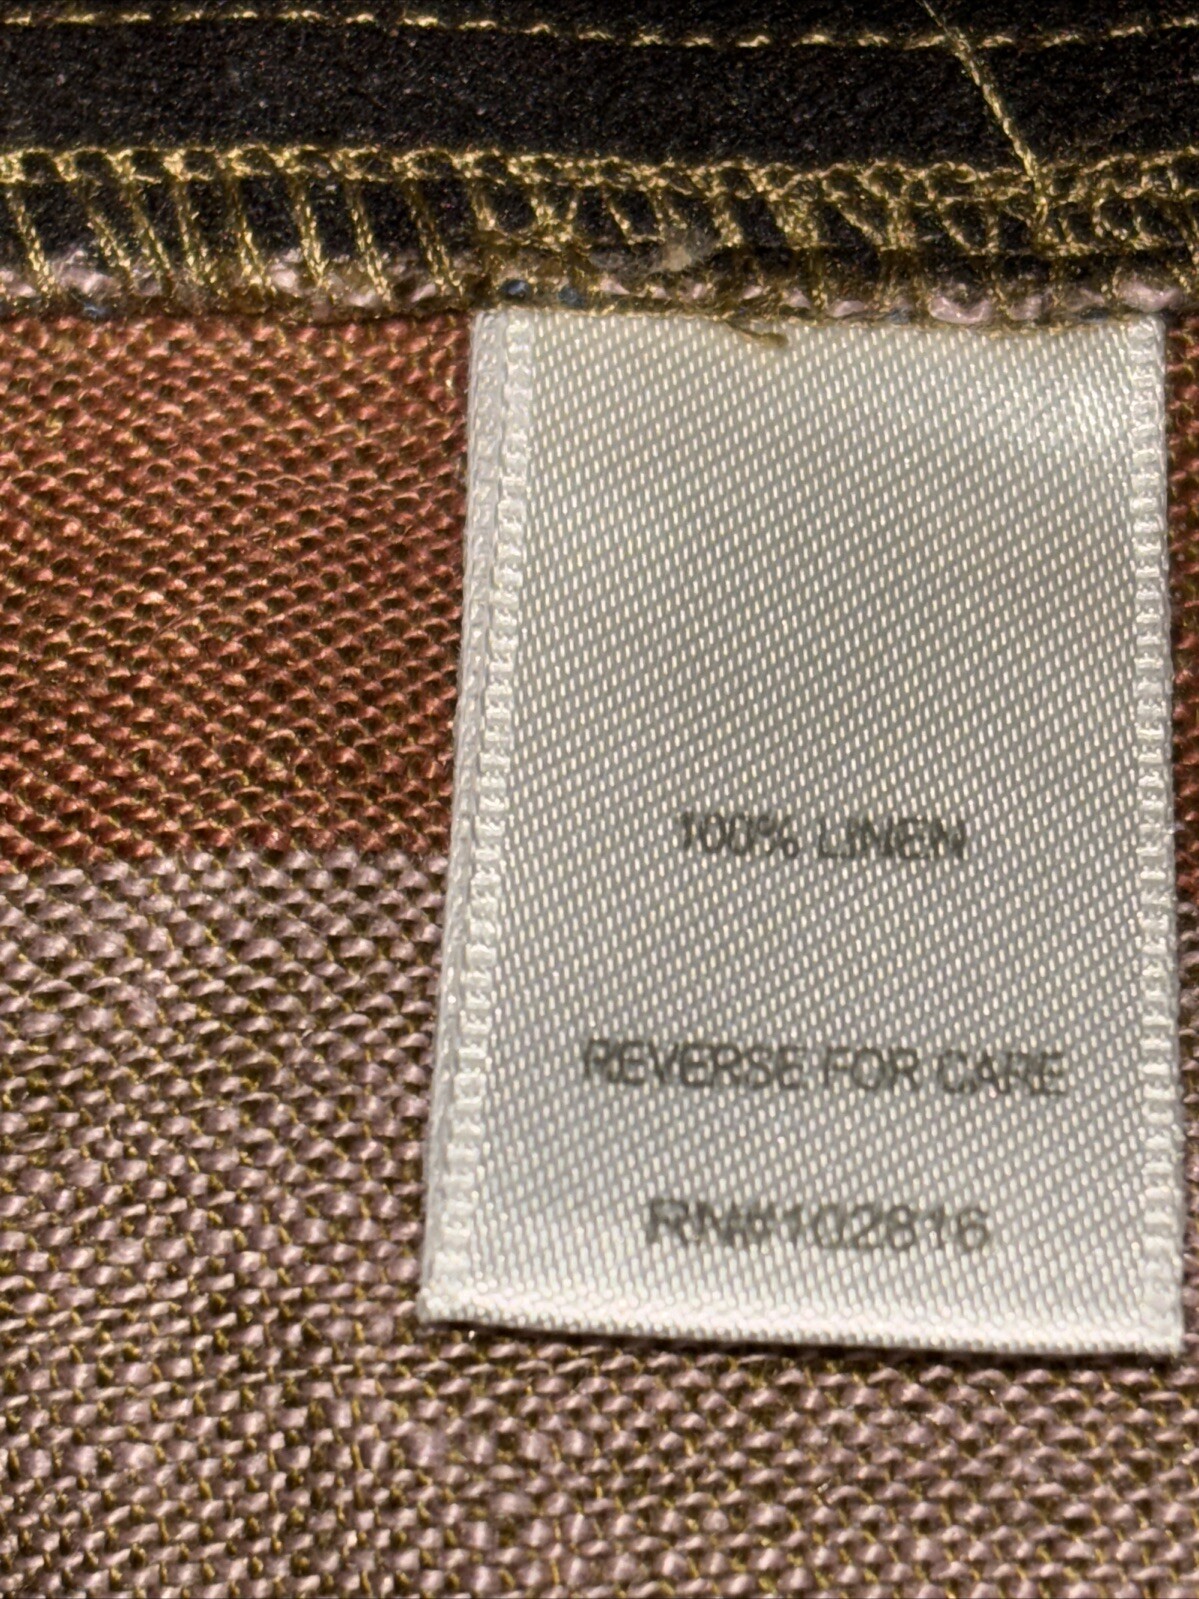 100% LINEN
REVERSE FOR CARE
RN#102816